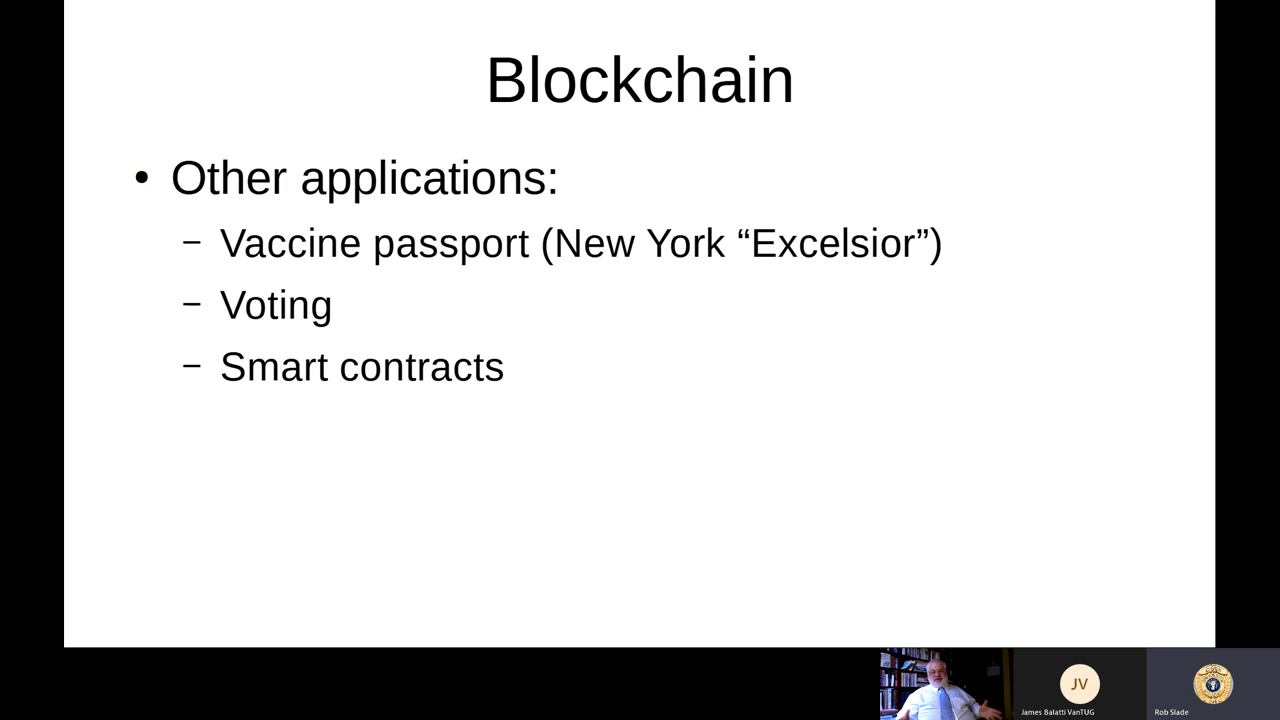 Blockchain
• Other applications:
– Vaccine passport (New York “Excelsior”)
– Voting
– Smart contracts
JV
James Balatti VanTUG
Rob Slade